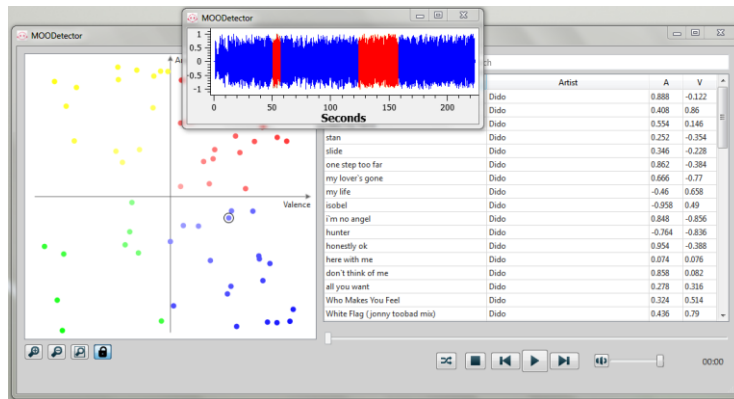 MOODetector
1
0.5
0
-0.5
-1
0 50 100 150 200
Seconds
MOODetector
Valence
Artist A V
Dido 0.888 -0.122
Dido 0.408 0.86
Dido 0.554 0.146
stan Dido 0.252 -0.354
slide Dido 0.346 -0.228
one step too far Dido 0.862 -0.384
my lover's gone Dido 0.666 -0.77
my life Dido -0.46 0.658
isobel Dido -0.958 0.49
i'm no angel Dido 0.848 -0.856
hunter Dido -0.764 -0.836
honestly ok Dido 0.954 -0.388
here with me Dido 0.074 0.076
don't think of me Dido 0.858 0.082
all you want Dido 0.278 0.316
Who Makes You Feel Dido 0.324 0.514
White Flag (jonny toobad mix) Dido 0.436 0.79
00:00